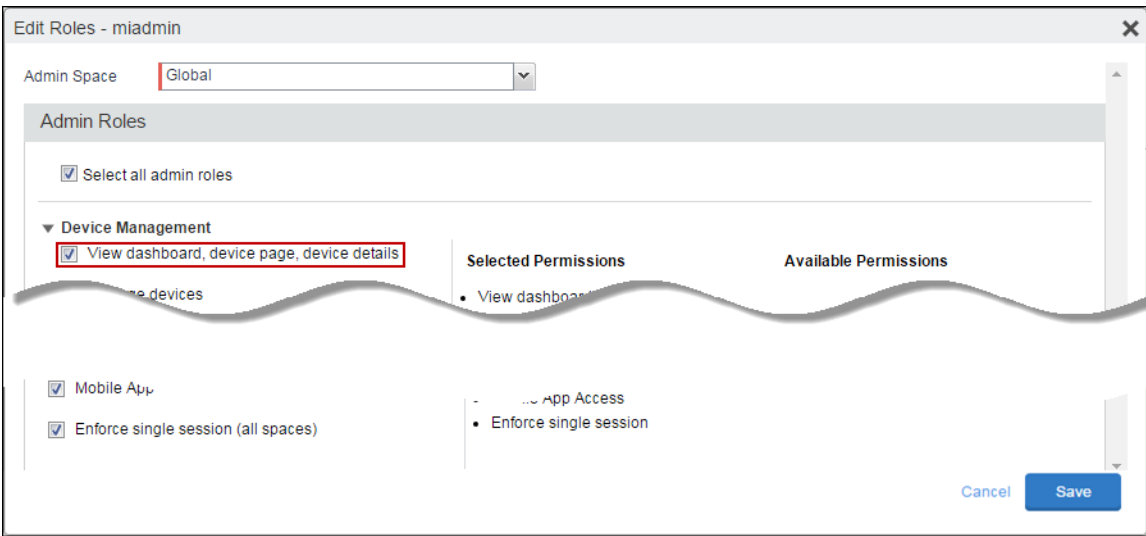 Edit Roles - miadmin
Admin Space Global
Admin Roles
Select all admin roles
Device Management
View dashboard, device page, device details
Selected Permissions Available Permissions
devices
• View
Mobile
App Access
Enforce single session (all spaces)
• Enforce single session
Cancel Save